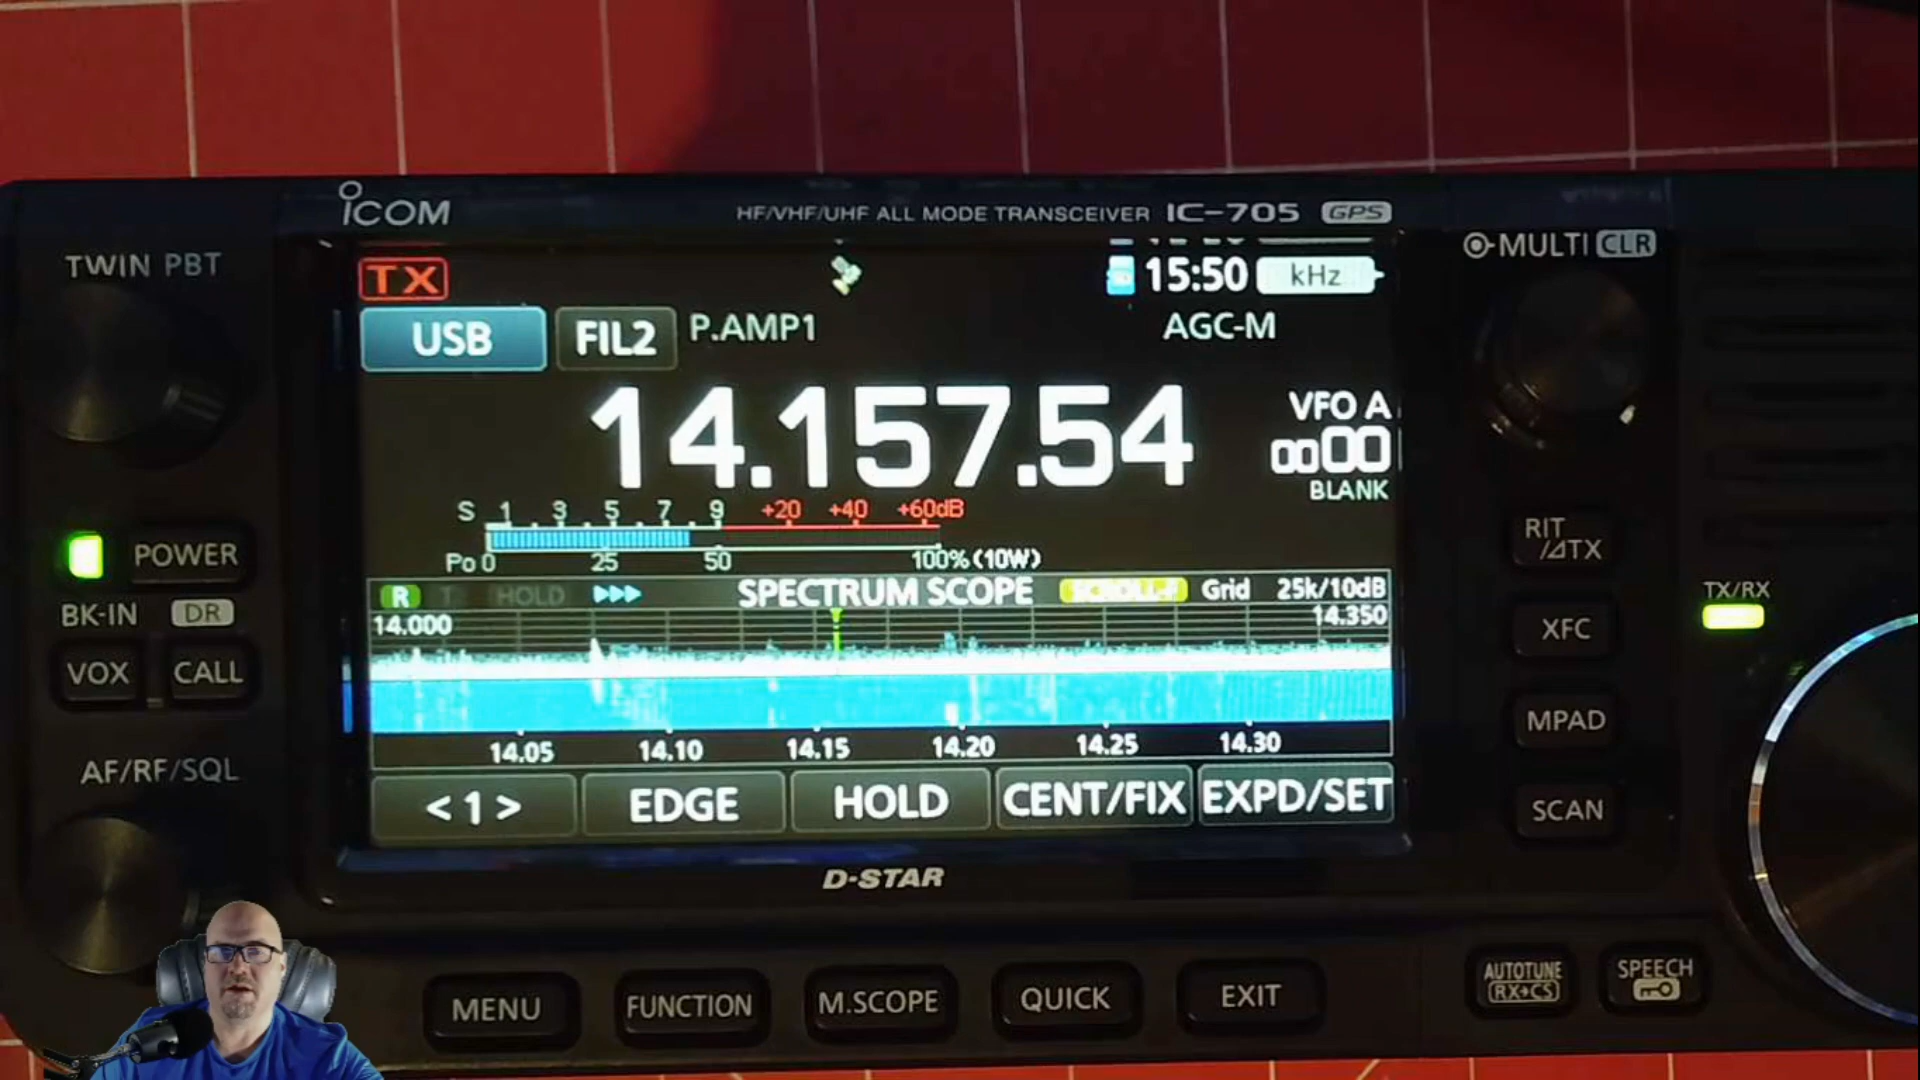 ICOM
HF/VHF/UHF ALL MODE TRANSCEIVER IC-705 GPS
TWIN PBT
MULTI CLR
TX
15:50 kHz
USB FIL2 P.AMP1 AGC-M
14.157.54
VFO A
00
BLANK
S 1 3 5 7 9 +20 +40 +60dB
Po 0 25 50 100% (10W)
R T HOLD SPECTRUM SCOPE SCROLL-F Grid 25k/10dB
14.000 14.350
14.05 14.10 14.15 14.20 14.25 14.30
<1> EDGE HOLD CENT/FIX EXPD/SET
D-STAR
POWER
BK-IN DR
VOX CALL
AF/RF/SQL
RIT
/⊿TX
TX/RX
XFC
MPAD
SCAN
MENU FUNCTION M.SCOPE QUICK EXIT
AUTOTUNE
RX→CS
SPEECH